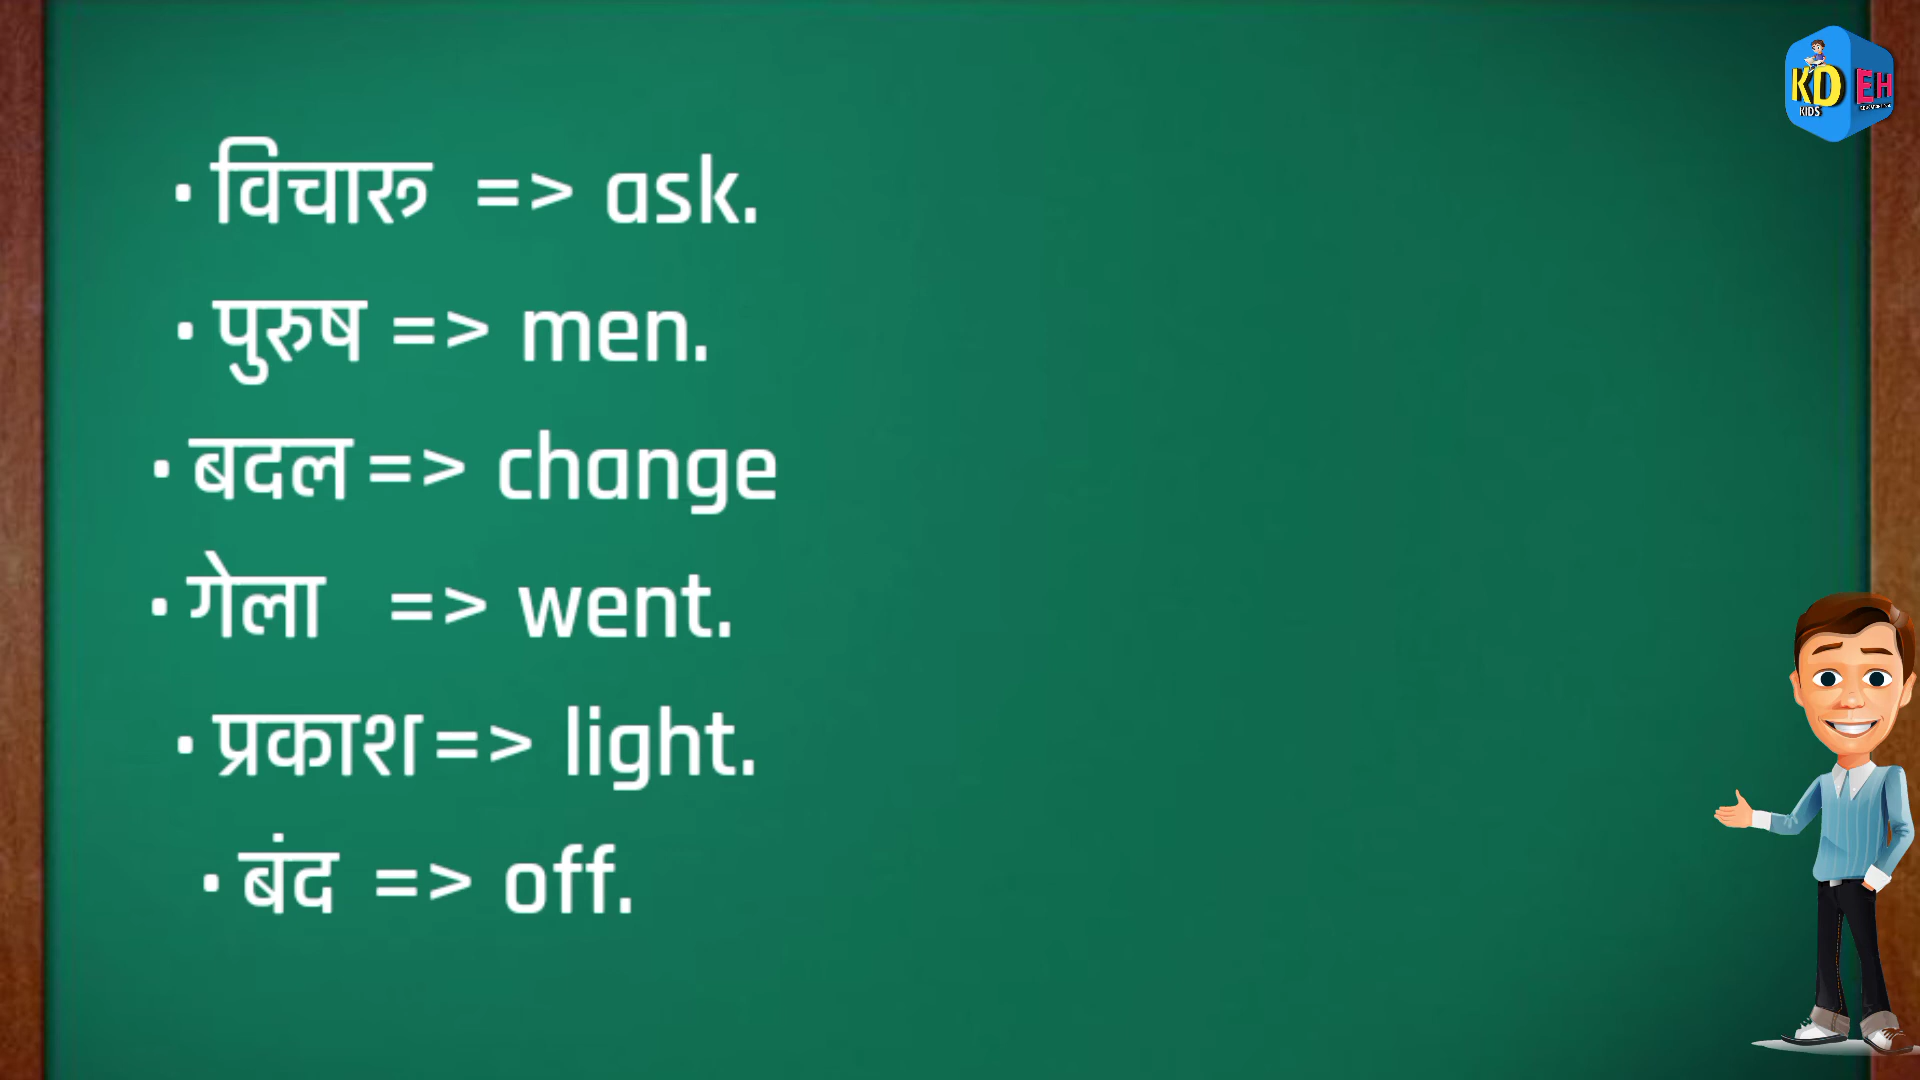 • विचारू => ask.
• पुरुष => men.
• बदल => change
• गेला => went.
• प्रकाश => light.
• बंद => off.
KD EH
KIDS